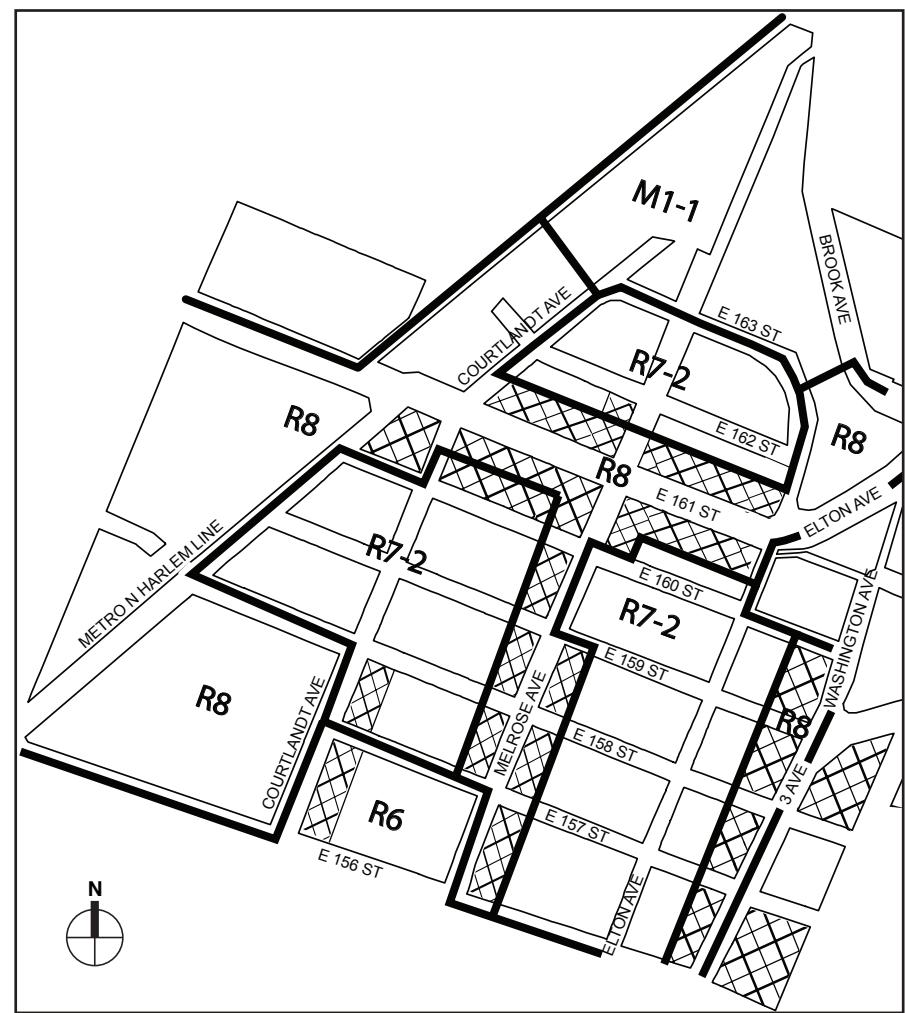 M1-1
BROOK AVE
E 163 ST
COURTLANDT AVE
R7-2
R8
E 162 ST
R8
R8
E 161 ST
ELTON AVE
METRO N HARLEM LINE
R7-2
E 160 ST
R7-2
WASHINGTON AVE
E 159 ST
R8
COURTLANDT AVE
MELROSE AVE
R8
E 158 ST
3 AVE
R6
E 157 ST
E 156 ST
ELTON AVE
N